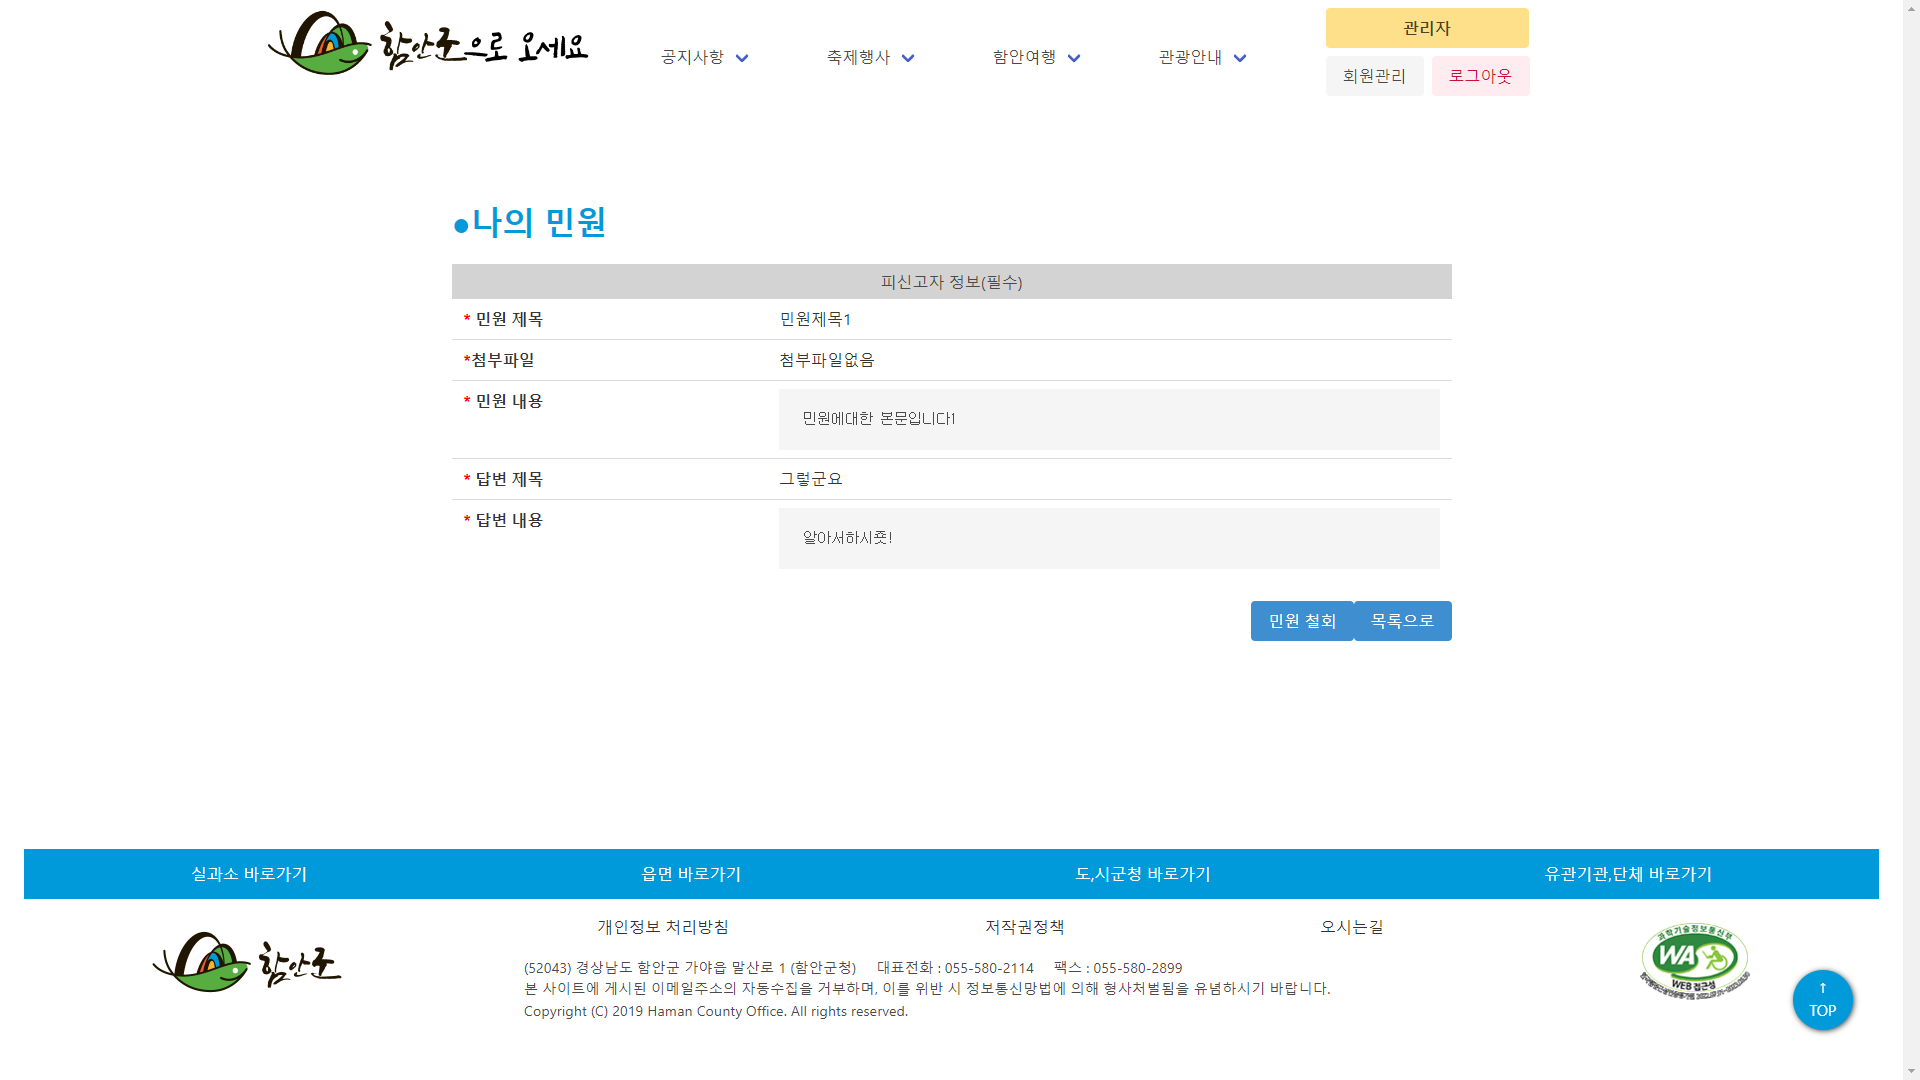 함안군으로 오세요
공지사항
축제행사
함안여행
관광안내
관리자
회원관리
로그아웃
●나의 민원
피신고자 정보(필수)
* 민원 제목 민원제목1
*첨부파일 첨부파일없음
* 민원 내용 민원에대한 본문입니다1
* 답변 제목 그렇군요
* 답변 내용 알아서하시죳!
민원 철회 목록으로
실과소 바로가기 읍면 바로가기 도,시군청 바로가기 유관기관,단체 바로가기
함안군
개인정보 처리방침 저작권정책 오시는길
(52043) 경상남도 함안군 가야읍 말산로 1 (함안군청) 대표전화 : 055-580-2114 팩스 : 055-580-2899
본 사이트에 게시된 이메일주소의 자동수집을 거부하며, 이를 위반 시 정보통신망법에 의해 형사처벌됨을 유념하시기 바랍니다.
Copyright (C) 2019 Haman County Office. All rights reserved.
과학기술정보통신부
WA
WEB 접근성
↑
TOP